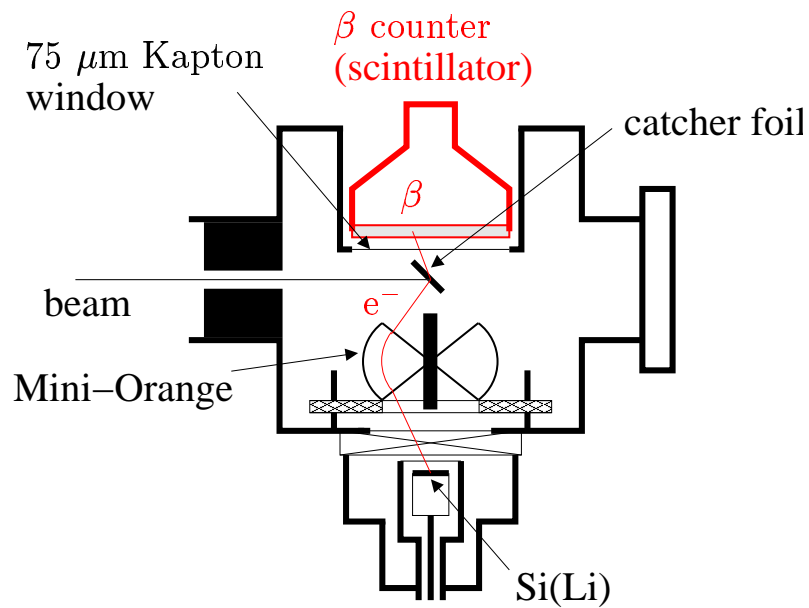 β counter
(scintillator)
75 μm Kapton
window
catcher foil
β
beam
e⁻
Mini−Orange
Si(Li)